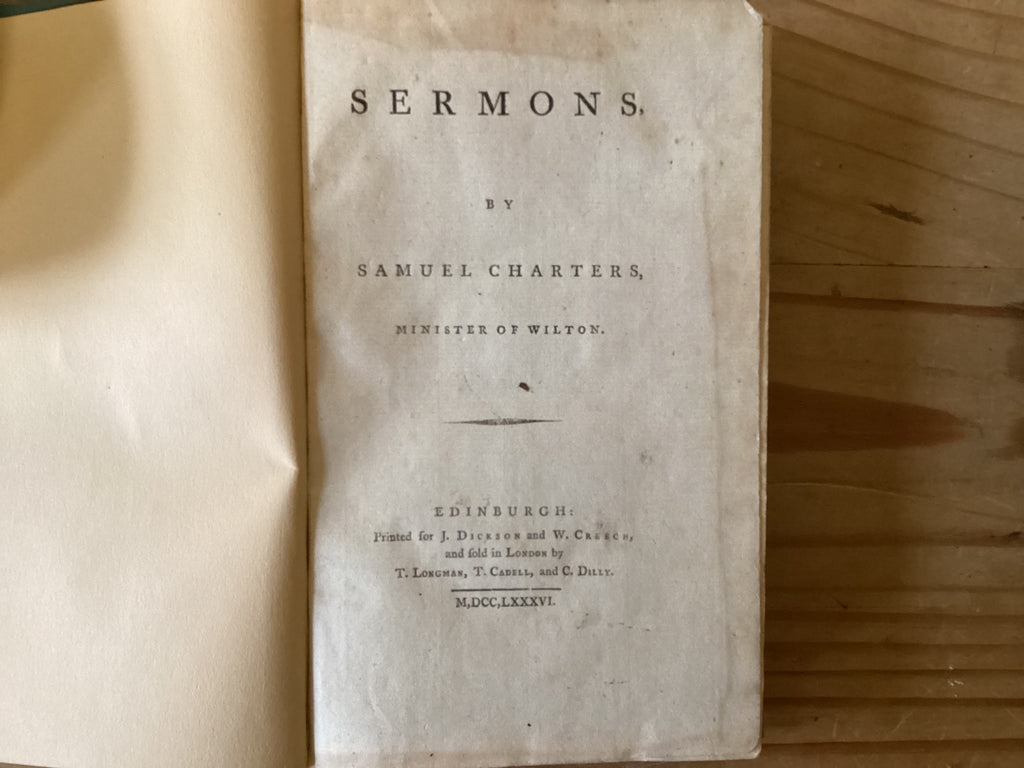 SERMONS,
BY
SAMUEL CHARTERS,
MINISTER OF WILTON.
EDINBURGH:
Printed for J. DICKSON and W. CREECH,
and ſold in LONDON by
T. LONGMAN, T. CADELL, and C. DILLY.
M,DCC,LXXXVI.